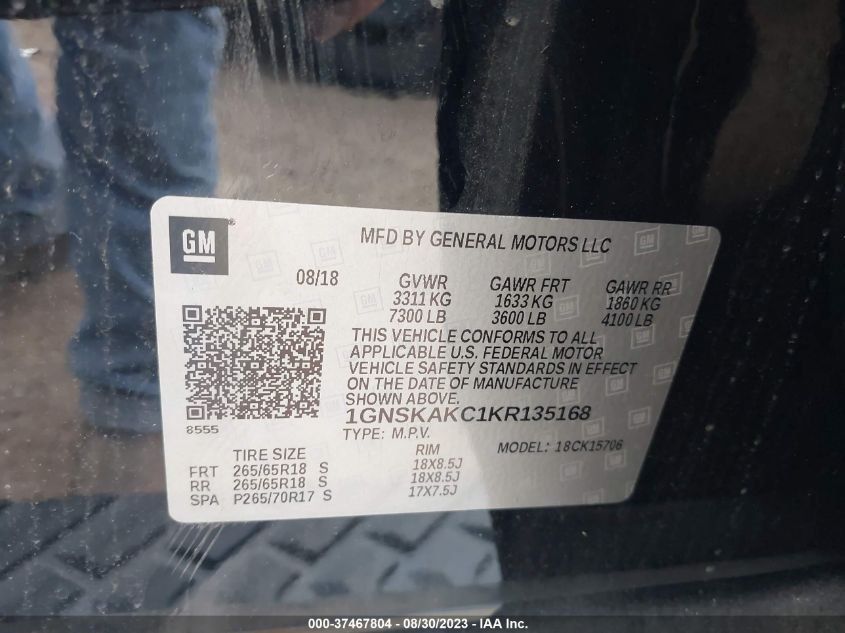 GM
MFD BY GENERAL MOTORS LLC
08/18
GVWR GAWR FRT GAWR RR
3311 KG 1633 KG 1860 KG
7300 LB 3600 LB 4100 LB
THIS VEHICLE CONFORMS TO ALL
APPLICABLE U.S. FEDERAL MOTOR
VEHICLE SAFETY STANDARDS IN EFFECT
ON THE DATE OF MANUFACTURE
SHOWN ABOVE.
1GNSKAKC1KR135168
8555
TYPE: M.P.V. MODEL: 18CK15706
TIRE SIZE RIM
FRT 265/65R18 S 18X8.5J
RR 265/65R18 S 18X8.5J
SPA P265/70R17 S 17X7.5J
000-37467804 - 08/30/2023 - IAA Inc.